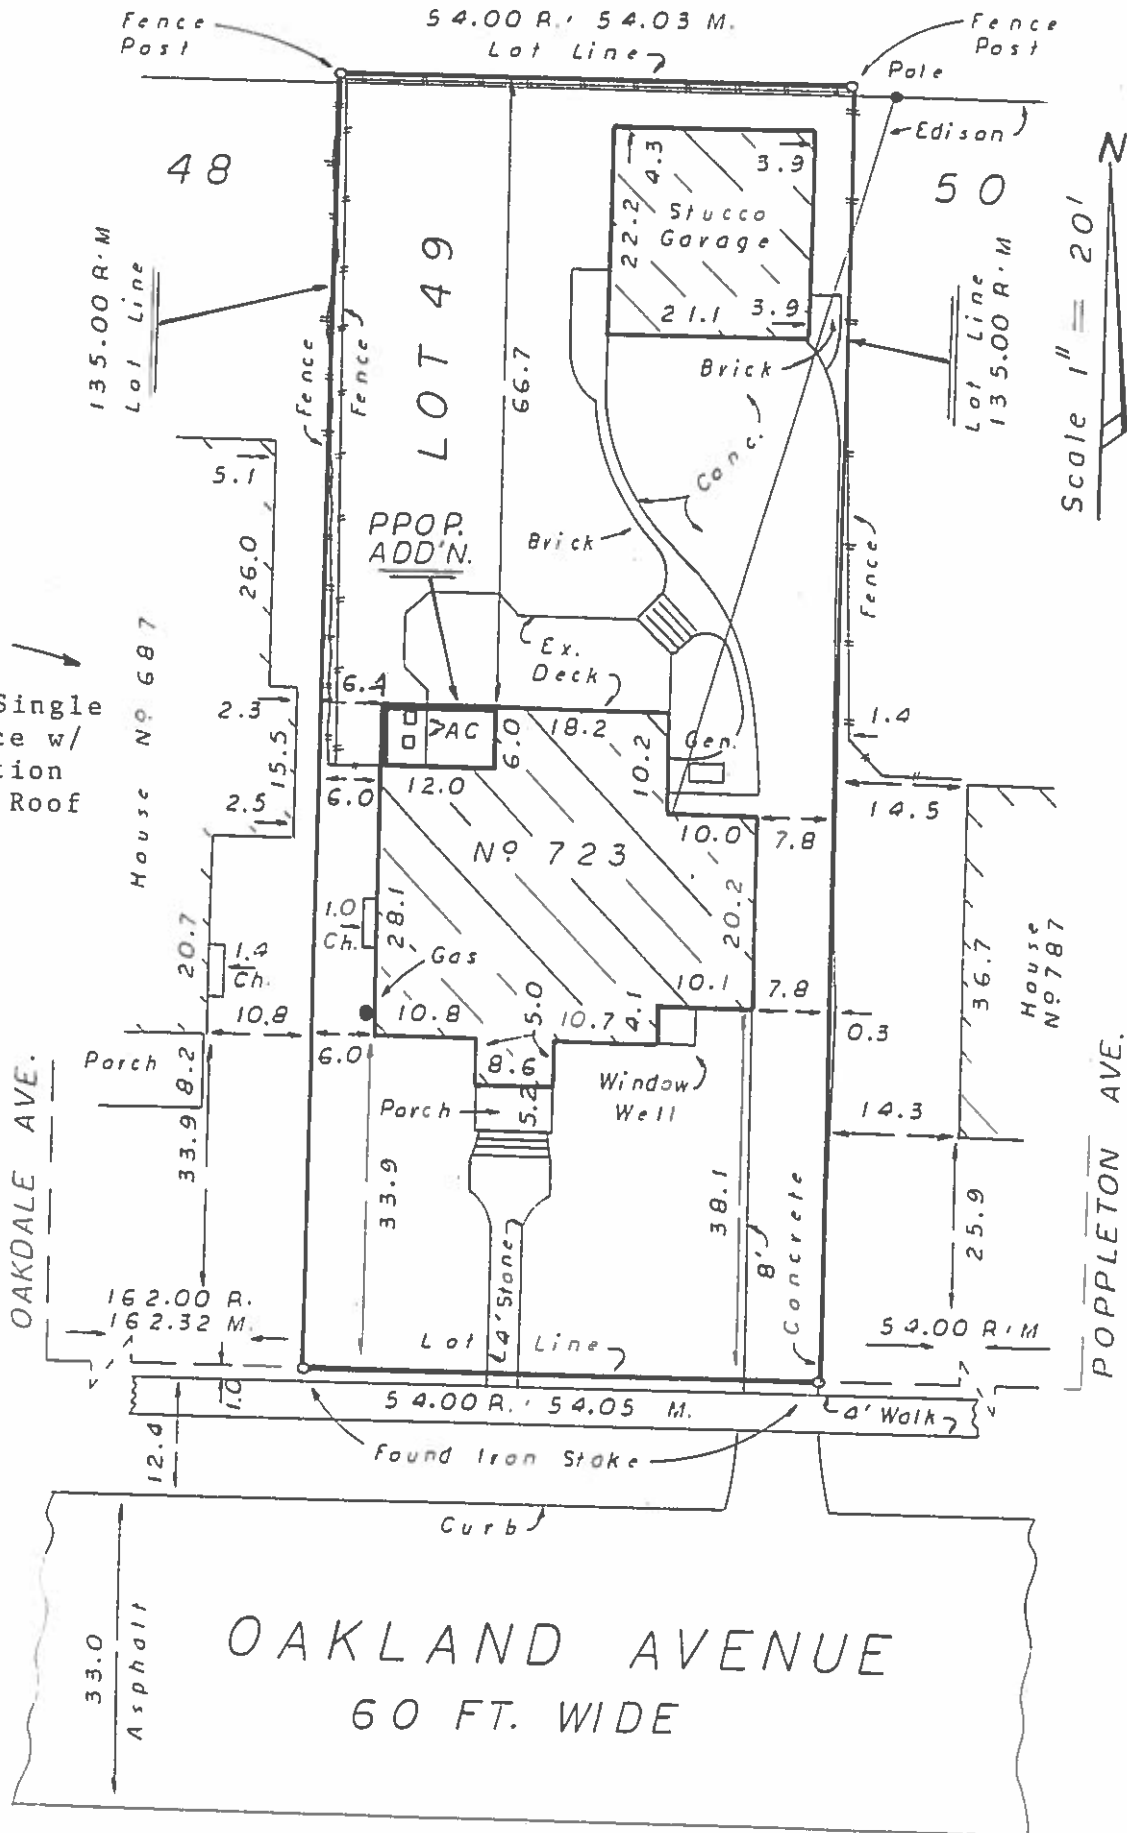 54.00 R.' 54.03 M.
Lot Line
Fence
Post
Fence
Post
Pole
Edison
48
50
N
Scale 1" = 20'
135.00 R·M
Lot Line
Lot Line
135.00 R·M
LOT 49
66.7
Fence
Fence
Stucco
Garage
4.3
3.9
22.2
21.1
3.9
Brick
Conc.
Brick
5.1
26.0
PPOP.
ADD'N.
Fence
Ex.
Deck
House Nº 687
Single
ce w/
tion
Roof
2.3
15.5
2.5
6.4
AC
6.0
18.2
10.2
Gen.
1.4
14.5
6.0
12.0
10.0
7.8
Nº 723
1.0
Ch.
28.1
20.2
20.7
1.4
Ch.
Gas
10.1
7.8
36.7
House
Nº 787
10.8
6.0
10.8
5.0
10.7
4.1
0.3
Porch
8.2
8.6
Window
Well
Porch
5.2
14.3
OAKDALE AVE.
POPPLETON AVE.
33.9
33.9
38.1
8'
Concrete
25.9
4' Stone
162.00 R.
162.32 M.
54.00 R·M
Lot Line
1.0
54.00 R.' 54.05 M.
4' Walk
12.4
Found Iron Stake
Curb
33.0
Asphalt
OAKLAND AVENUE
60 FT. WIDE